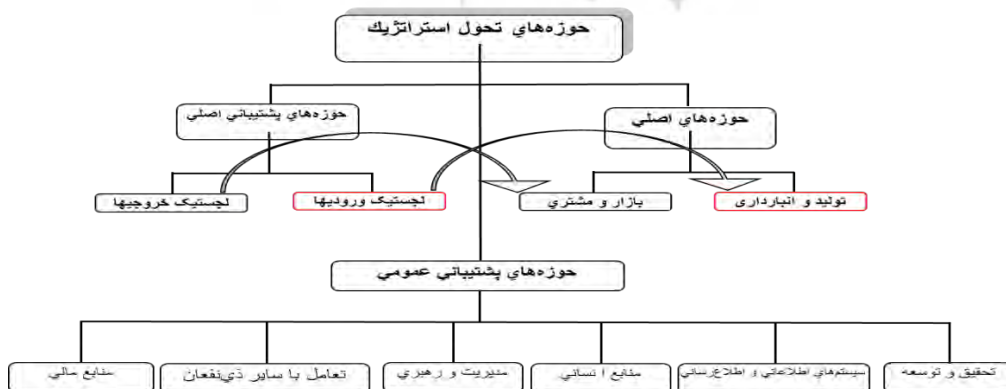 حوزه‌هاي تحول استراتژيك
حوزه‌هاي اصلي
حوزه‌هاي پشتيباني اصلي
توليد و انبارداری
بازار و مشتري
لجستيک وروديها
لجستيک خروجيها
حوزه‌هاي پشتيباني عمومي
تحقيق و توسعه
سيستم‌هاي اطلاعاتي و اطلاع‌رساني
منابع انساني
مديريت و رهبري
تعامل با ساير ذي‌نفعان
منابع مالي